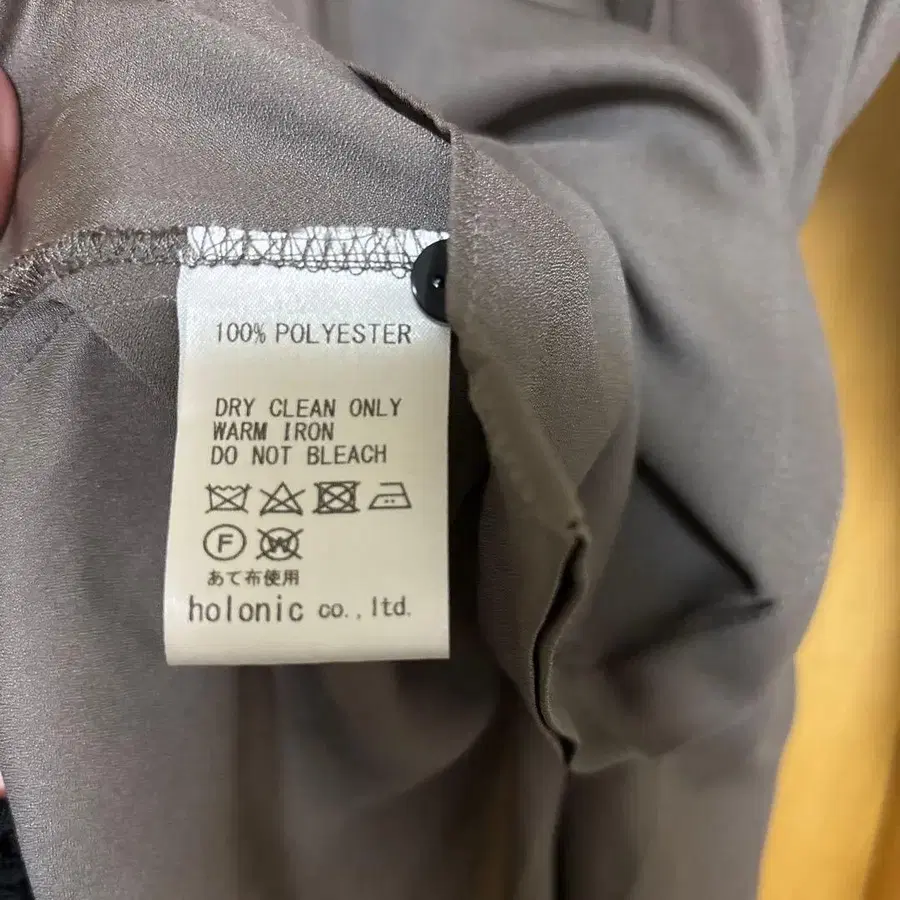 100% POLYESTER
DRY CLEAN ONLY
WARM IRON
DO NOT BLEACH
F W
あて布使用
holonic co., ltd.